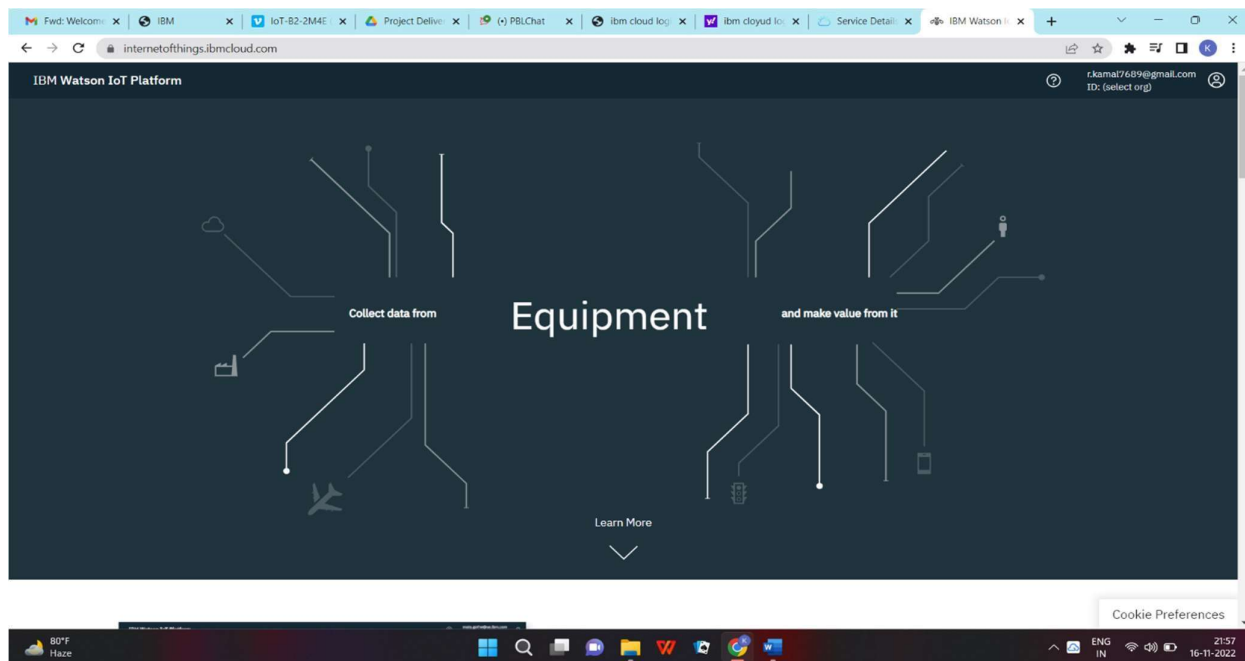 Fwd: Welcome
IBM
IoT-B2-2M4E
Project Deliver
(•) PBLChat
ibm cloud log
ibm cloyud lo
Service Details
IBM Watson I
internetofthings.ibmcloud.com
K
IBM Watson IoT Platform
r.kamal7689@gmail.com
ID: (select org)
Collect data from
Equipment
and make value from it
Learn More
Cookie Preferences
80°F
Haze
ENG
IN
21:57
16-11-2022